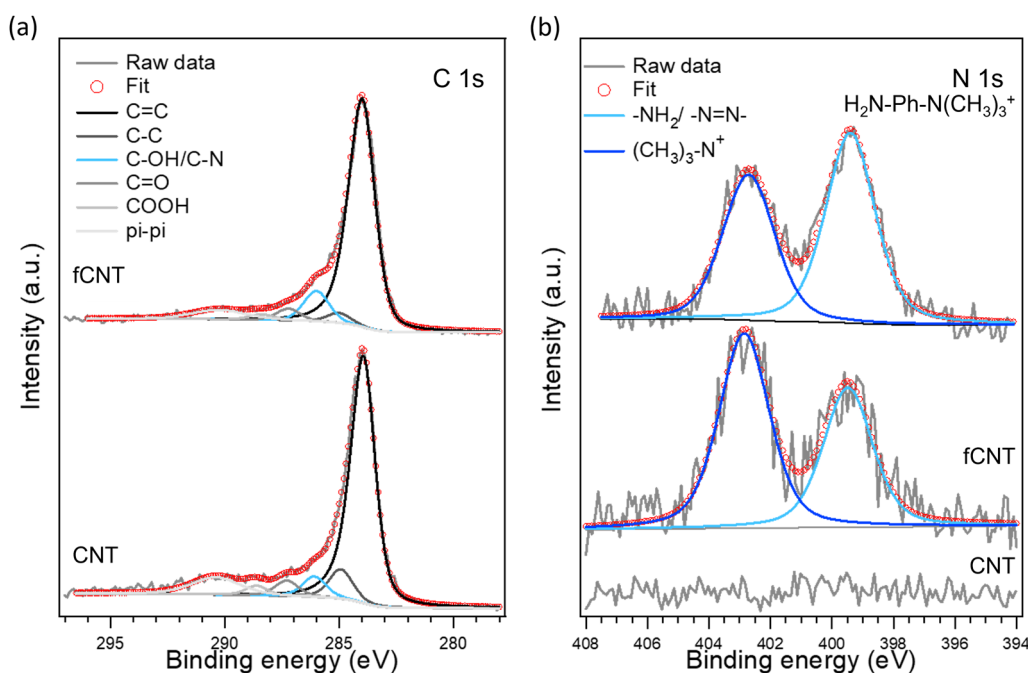 (a)
Raw data
Fit
C=C
C-C
C-OH/C-N
C=O
COOH
pi-pi
C 1s
fCNT
CNT
Intensity (a.u.)
Intensity (a.u.)
295
290
285
280
Binding energy (eV)
(b)
Raw data
Fit
-NH₂/ -N=N-
(CH₃)₃-N⁺
N 1s
H₂N-Ph-N(CH₃)₃⁺
fCNT
CNT
Intensity (a.u.)
Intensity (a.u.)
408
406
404
402
400
398
396
394
Binding energy (eV)